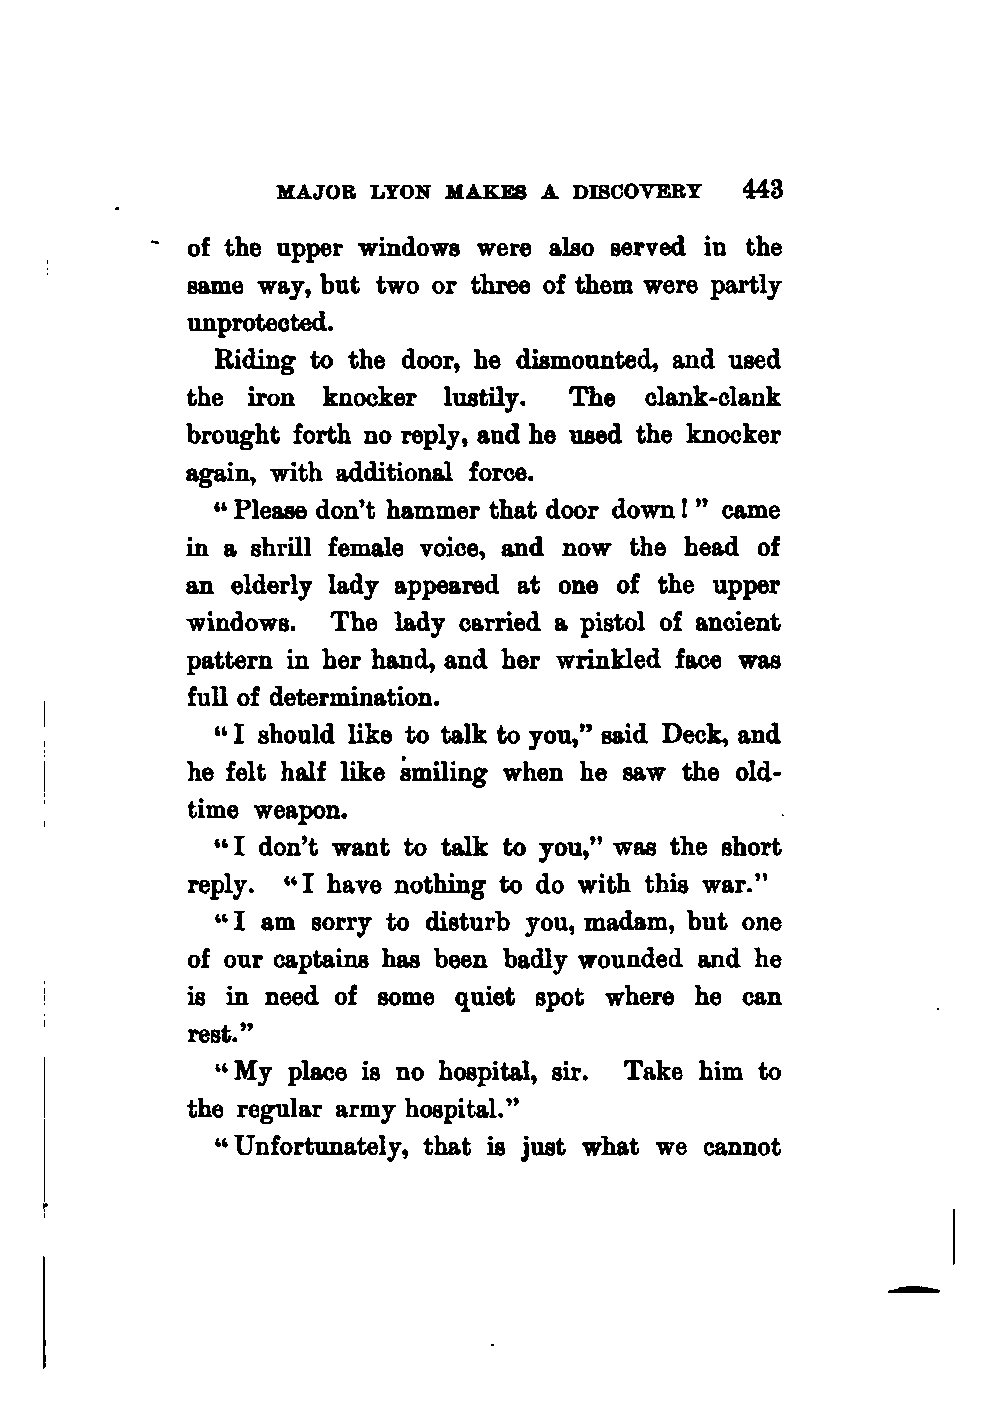 MAJOR LYON MAKES A DISCOVERY 443
of the upper windows were also served in the
same way, but two or three of them were partly
unprotected.
Riding to the door, he dismounted, and used
the iron knocker lustily. The clank-clank
brought forth no reply, and he used the knocker
again, with additional force.
“Please don’t hammer that door down!” came
in a shrill female voice, and now the head of
an elderly lady appeared at one of the upper
windows. The lady carried a pistol of ancient
pattern in her hand, and her wrinkled face was
full of determination.
“I should like to talk to you,” said Deck, and
he felt half like smiling when he saw the old-
time weapon.
“I don’t want to talk to you,” was the short
reply. “I have nothing to do with this war.”
“I am sorry to disturb you, madam, but one
of our captains has been badly wounded and he
is in need of some quiet spot where he can
rest.”
“My place is no hospital, sir. Take him to
the regular army hospital.”
“Unfortunately, that is just what we cannot